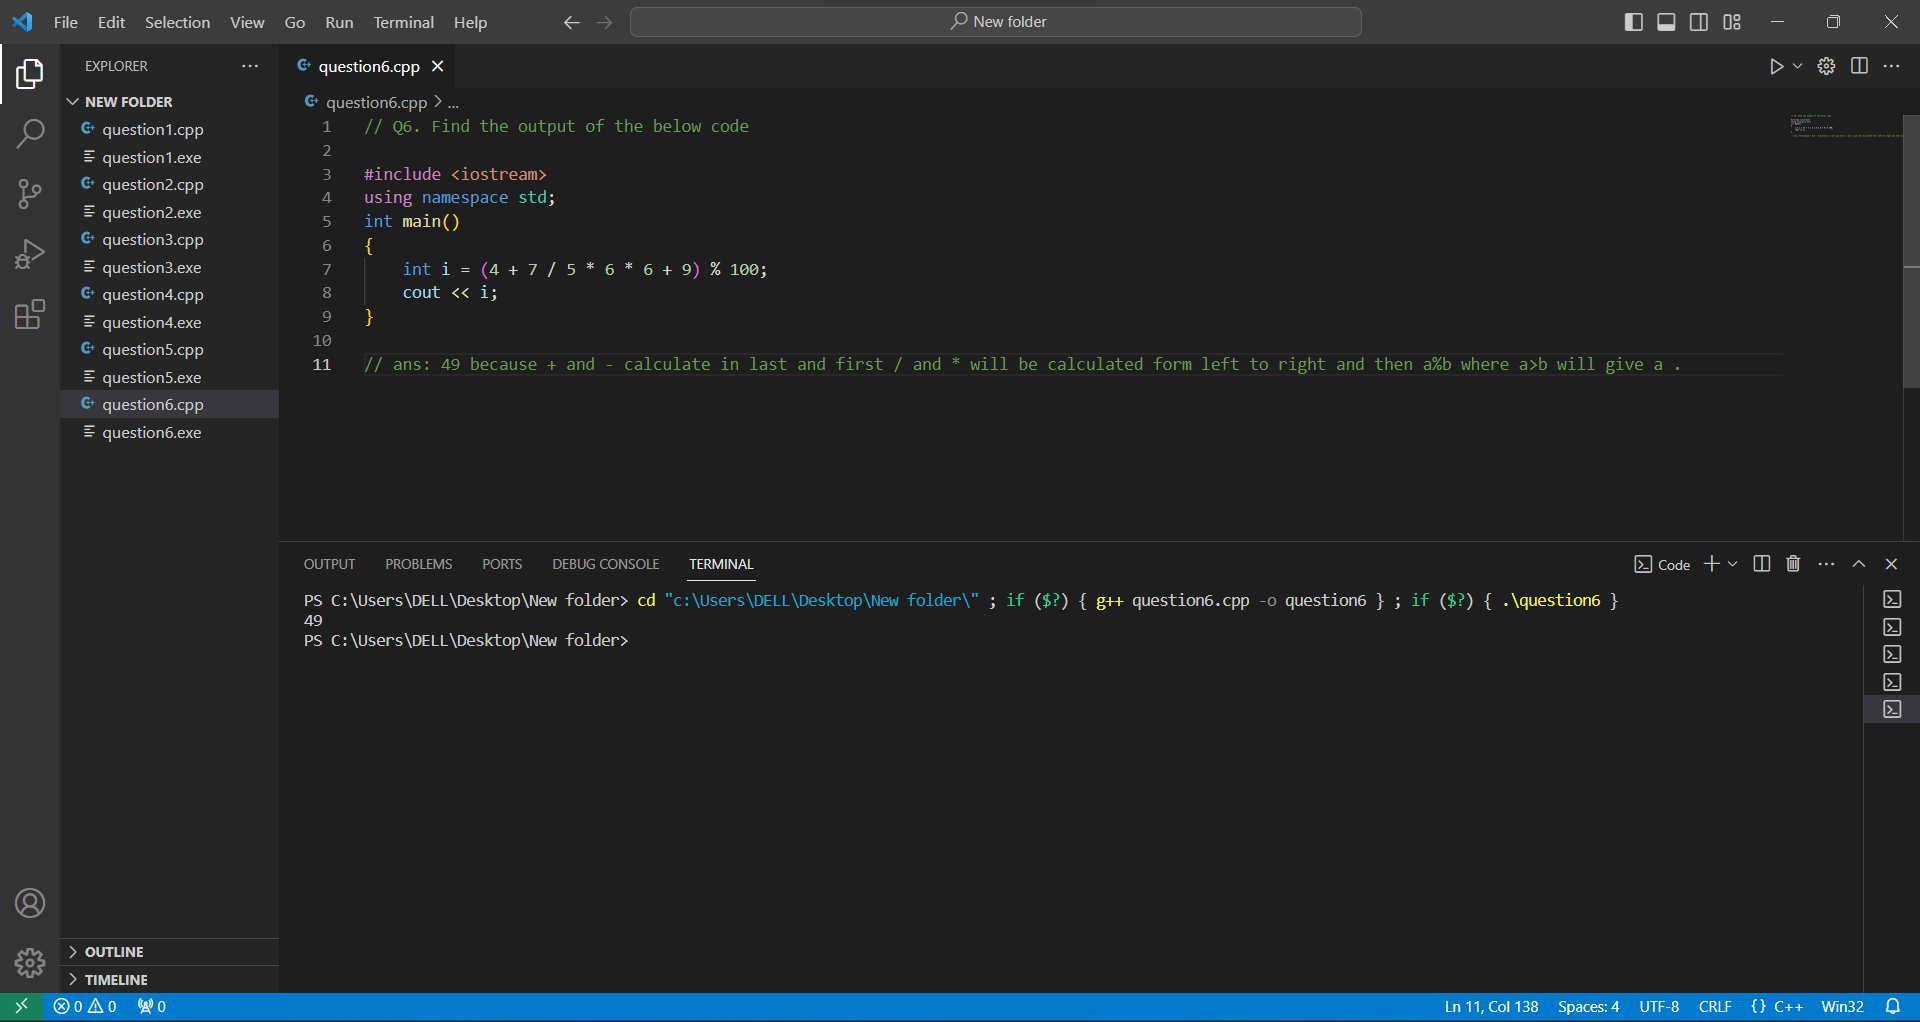 File Edit Selection View Go Run Terminal Help
New folder
EXPLORER
NEW FOLDER
question1.cpp
question1.exe
question2.cpp
question2.exe
question3.cpp
question3.exe
question4.cpp
question4.exe
question5.cpp
question5.exe
question6.cpp
question6.exe
OUTLINE
TIMELINE
question6.cpp
question6.cpp > ...
1 // Q6. Find the output of the below code
2
3 #include <iostream>
4 using namespace std;
5 int main()
6 {
7 int i = (4 + 7 / 5 * 6 * 6 + 9) % 100;
8 cout << i;
9 }
10
11 // ans: 49 because + and - calculate in last and first / and * will be calculated form left to right and then a%b where a>b will give a .
OUTPUT PROBLEMS PORTS DEBUG CONSOLE TERMINAL
Code
PS C:\Users\DELL\Desktop\New folder> cd "c:\Users\DELL\Desktop\New folder\" ; if ($?) { g++ question6.cpp -o question6 } ; if ($?) { .\question6 }
49
PS C:\Users\DELL\Desktop\New folder>
0 0 0 Ln 11, Col 138 Spaces: 4 UTF-8 CRLF {} C++ Win32